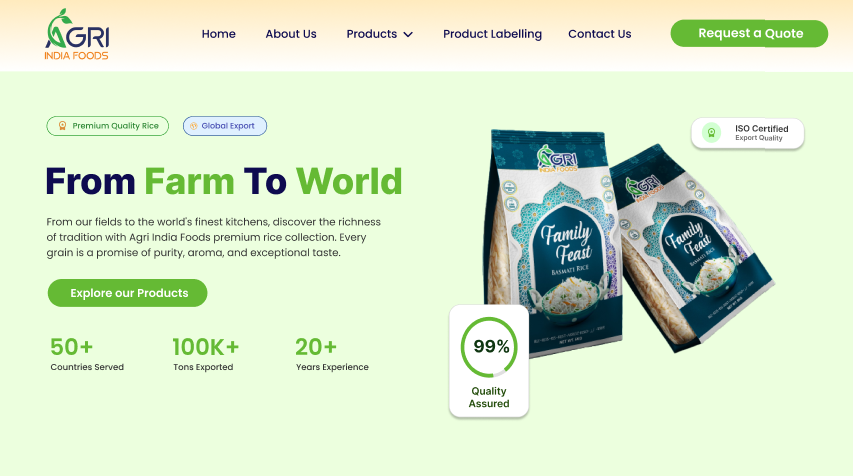 AGRI
INDIA FOODS
Home
About Us
Products
Product Labelling
Contact Us
Request a Quote
Premium Quality Rice
Global Export
ISO Certified
Export Quality
From Farm To World
From our fields to the world's finest kitchens, discover the richness
of tradition with Agri India Foods premium rice collection. Every
grain is a promise of purity, aroma, and exceptional taste.
Explore our Products
50+
Countries Served
100K+
Tons Exported
20+
Years Experience
AGRI
INDIA FOODS
Family
Feast
BASMATI RICE
AGRI
INDIA FOODS
Family
Feast
BASMATI RICE
99%
Quality
Assured